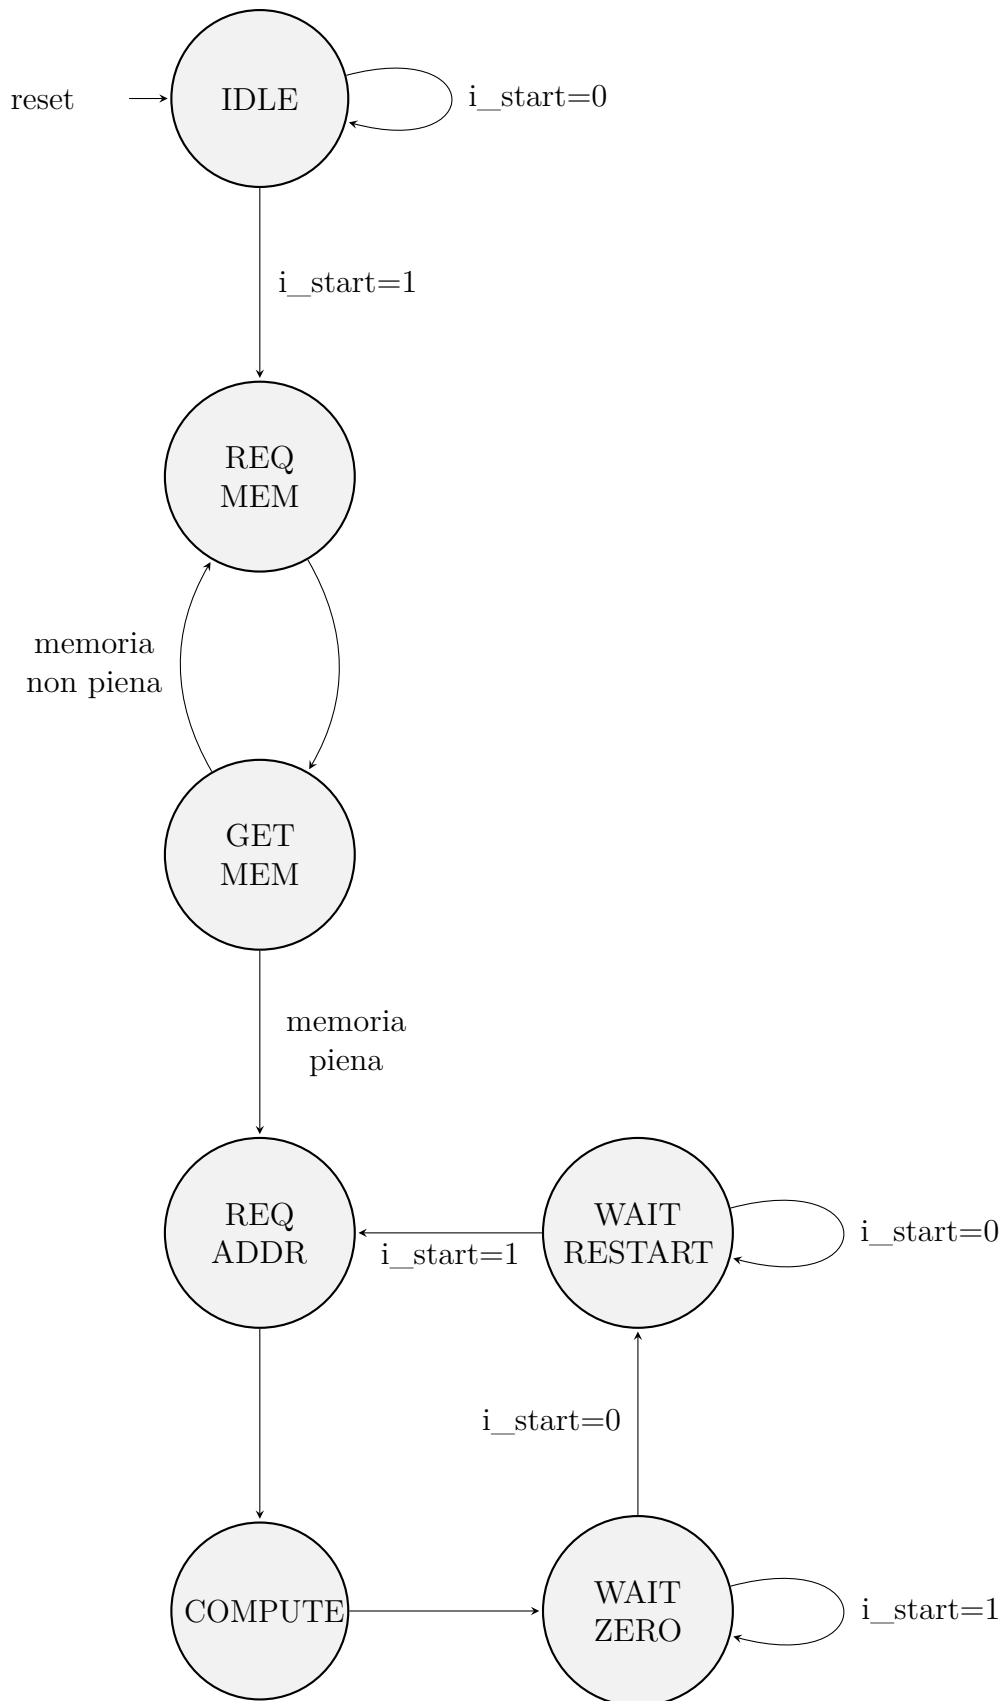 reset
IDLE
i_start=0
i_start=1
REQ
MEM
memoria
non piena
GET
MEM
memoria
piena
REQ
ADDR
i_start=1
WAIT
RESTART
i_start=0
i_start=0
COMPUTE
WAIT
ZERO
i_start=1